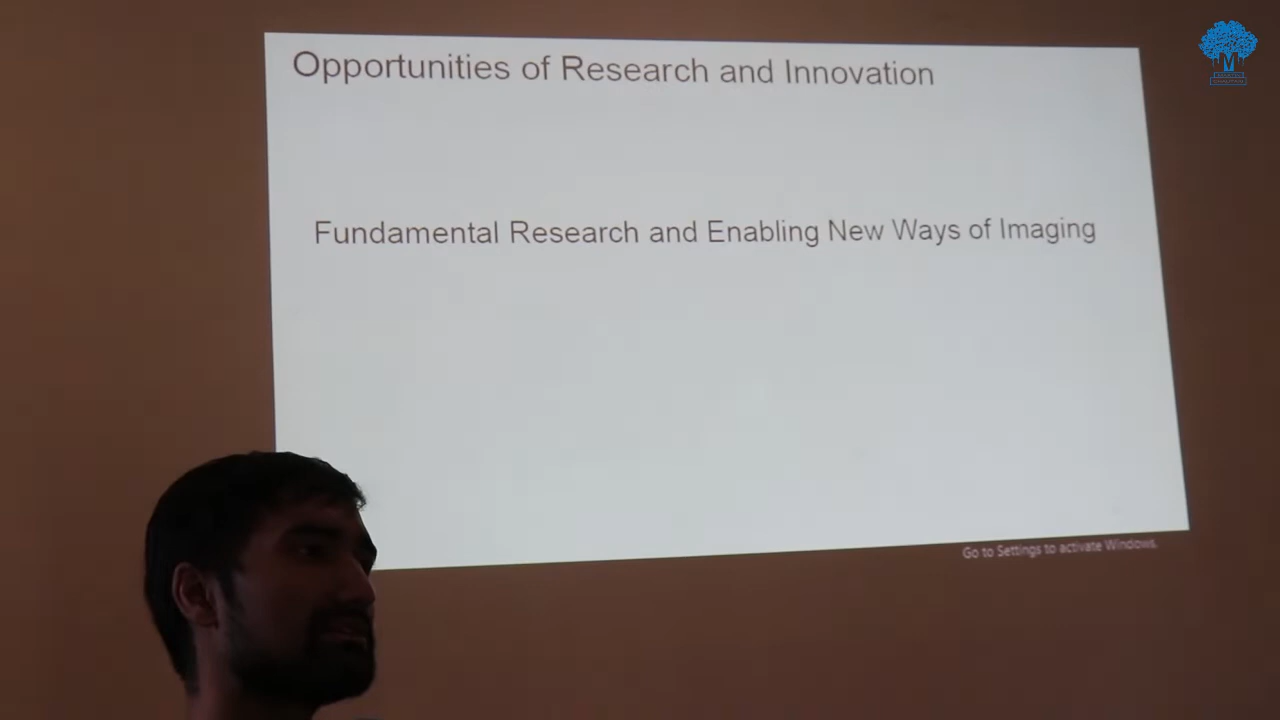 Opportunities of Research and Innovation
Fundamental Research and Enabling New Ways of Imaging
Go to Settings to activate Windows.